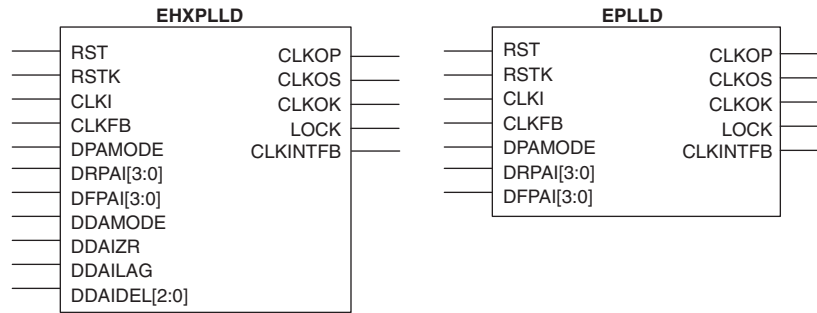 EHXPLLD
RST
RSTK
CLKI
CLKFB
DPAMODE
DRPAI[3:0]
DFPAI[3:0]
DDAMODE
DDAIZR
DDAILAG
DDAIDEL[2:0]
CLKOP
CLKOS
CLKOK
LOCK
CLKINTFB
EPLLD
RST
RSTK
CLKI
CLKFB
DPAMODE
DRPAI[3:0]
DFPAI[3:0]
CLKOP
CLKOS
CLKOK
LOCK
CLKINTFB